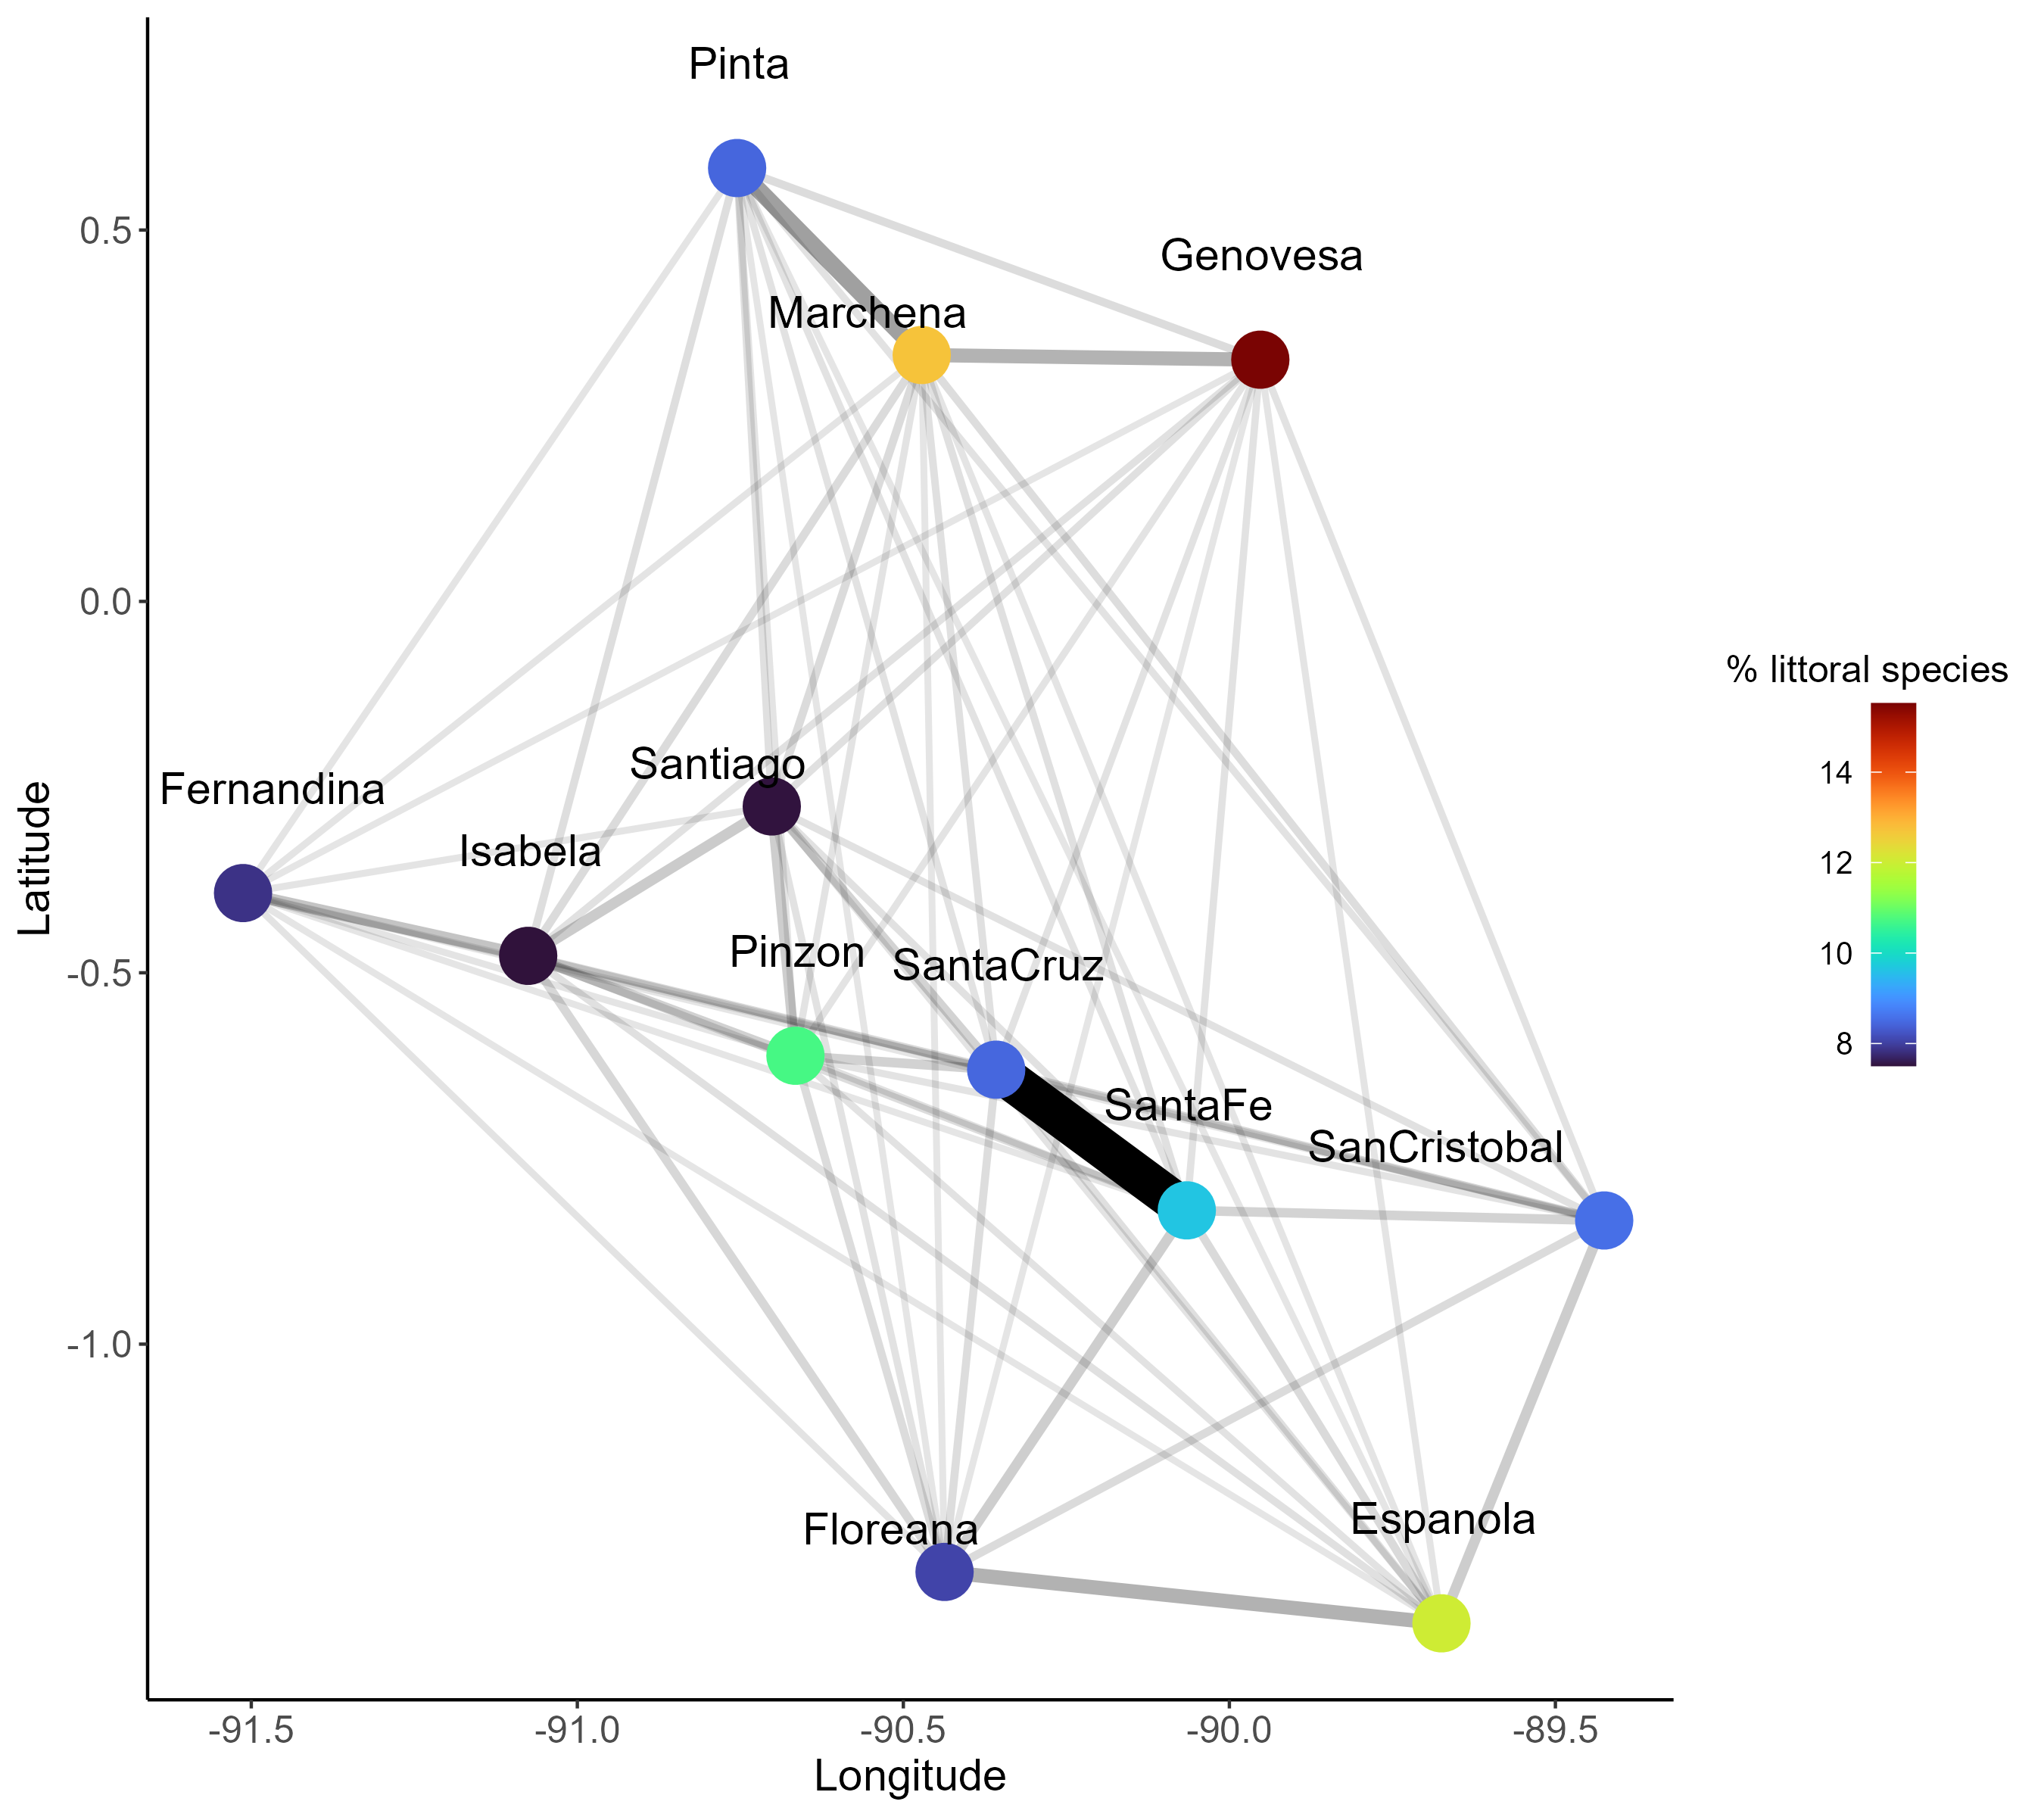 Pinta
Genovesa
Marchena
Santiago
Fernandina
Isabela
Pinzon
SantaCruz
SantaFe
SanCristobal
Espanola
Floreana
0.5
0.0
-0.5
-1.0
Latitude
-91.5
-91.0
-90.5
-90.0
-89.5
Longitude
% littoral species
14
12
10
8